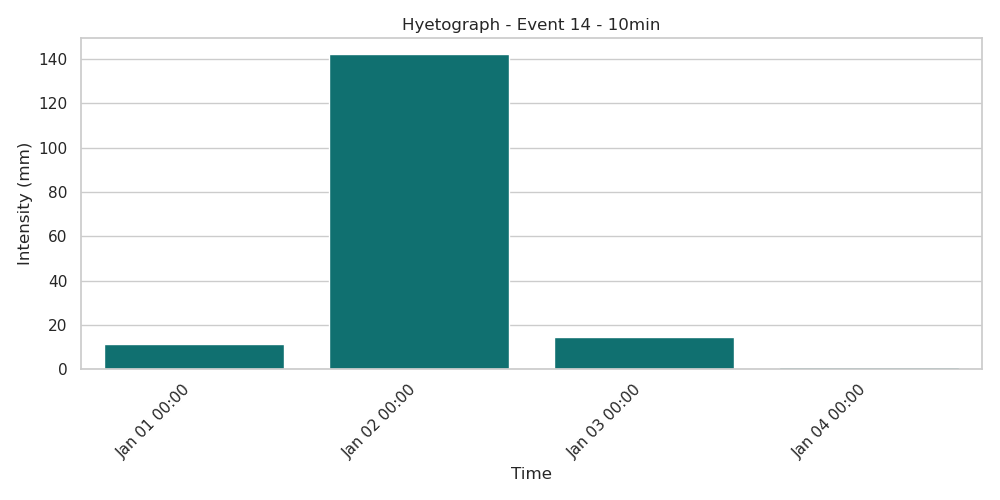 Hyetograph - Event 14 - 10min
Intensity (mm)
140
120
100
80
60
40
20
0
Jan 01 00:00
Jan 02 00:00
Jan 03 00:00
Jan 04 00:00
Time